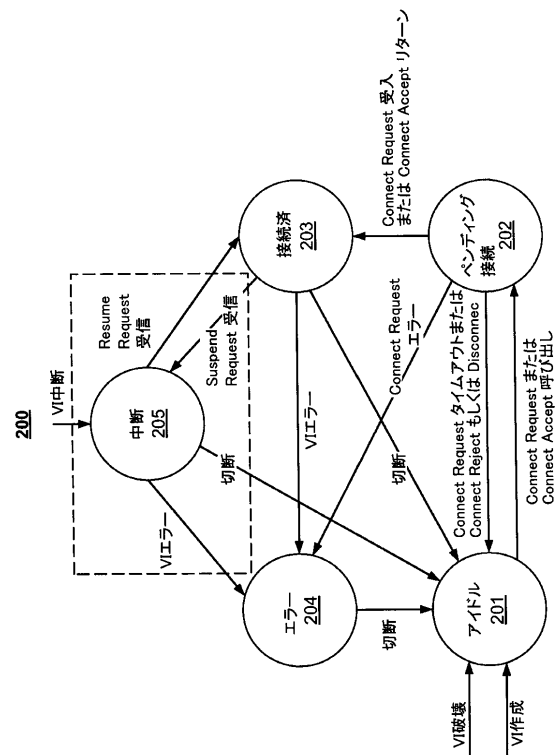 200
VI中断
中断
205
Resume
Request
受信
Suspend
Request 受信
接続済
203
VIエラー
切断
エラー
204
VIエラー
切断
切断
Connect Request
エラー
Connect Request 受入
または Connect Accept リターン
ペンディング
接続
202
Connect Request タイムアウトまたは
Connect Reject もしくは Disconnec
Connect Request または
Connect Accept 呼び出し
アイドル
201
VI破壊
VI作成